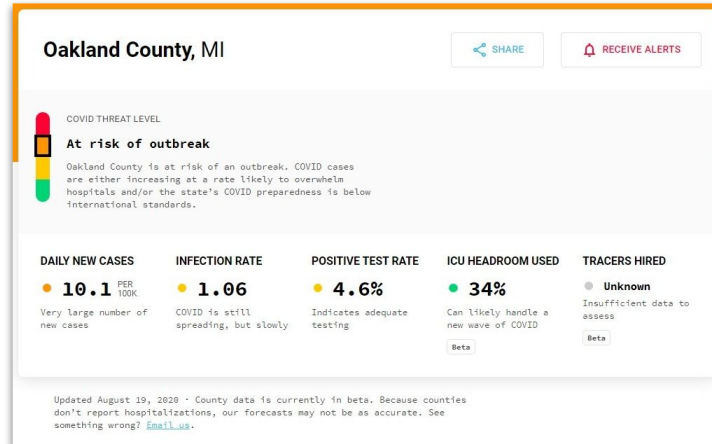 Oakland County, MI
SHARE
RECEIVE ALERTS
COVID THREAT LEVEL
At risk of outbreak
Oakland County is at risk of an outbreak. COVID cases
are either increasing at a rate likely to overwhelm
hospitals and/or the state’s COVID preparedness is below
international standards.
DAILY NEW CASES
10.1 PER
100K
Very large number of
new cases
INFECTION RATE
1.06
COVID is still
spreading, but slowly
POSITIVE TEST RATE
4.6%
Indicates adequate
testing
ICU HEADROOM USED
34%
Can likely handle a
new wave of COVID
Beta
TRACERS HIRED
Unknown
Insufficient data to
assess
Beta
Updated August 19, 2020 · County data is currently in beta. Because counties
don’t report hospitalizations, our forecasts may not be as accurate. See
something wrong? Email us.